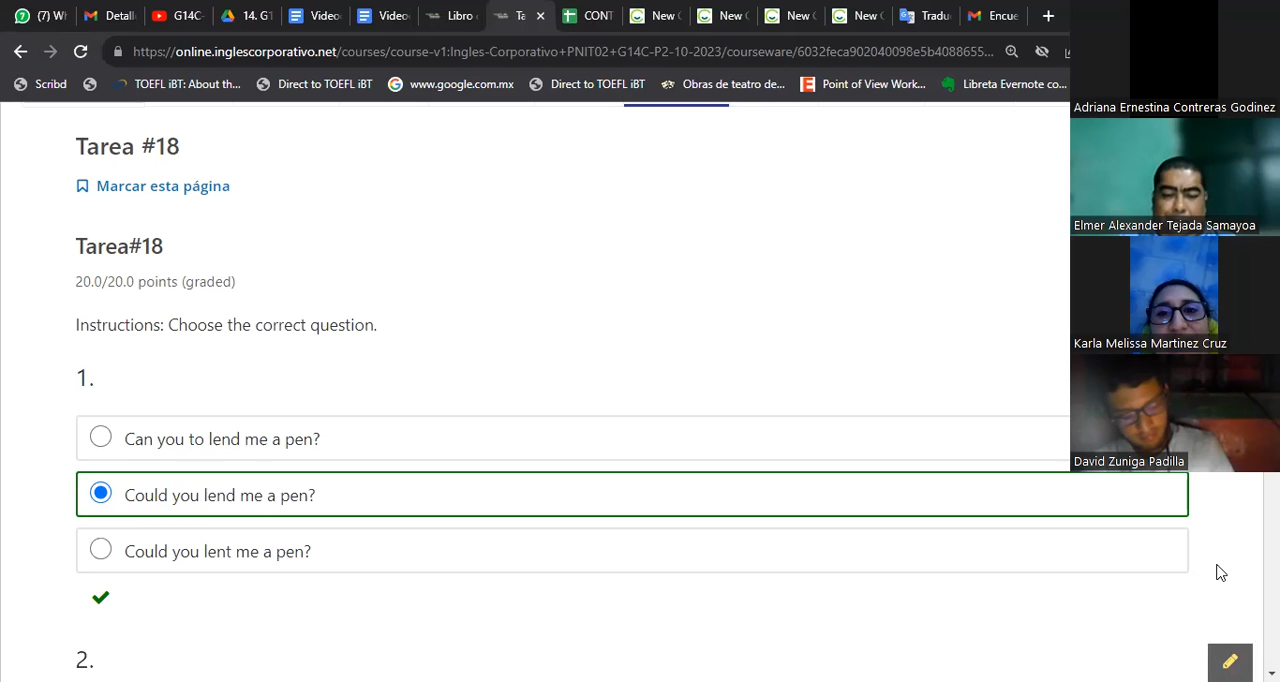 (7) Wh
Detall
G14C-
14. G1
Video
Video
Libro
Ta
CONT
New
New
New
New
Tradu
Encue
https://online.inglescorporativo.net/courses/course-v1:Ingles-Corporativo+PNIT02+G14C-P2-10-2023/courseware/6032feca902040098e5b4088655...
Scribd
TOEFL iBT: About th...
Direct to TOEFL iBT
www.google.com.mx
Direct to TOEFL iBT
Obras de teatro de...
Point of View Work...
Libreta Evernote co...
Adriana Ernestina Contreras Godinez
Tarea #18
Marcar esta página
Elmer Alexander Tejada Samayoa
Tarea#18
20.0/20.0 points (graded)
Instructions: Choose the correct question.
Karla Melissa Martinez Cruz
1.
Can you to lend me a pen?
David Zuniga Padilla
Could you lend me a pen?
Could you lent me a pen?
2.